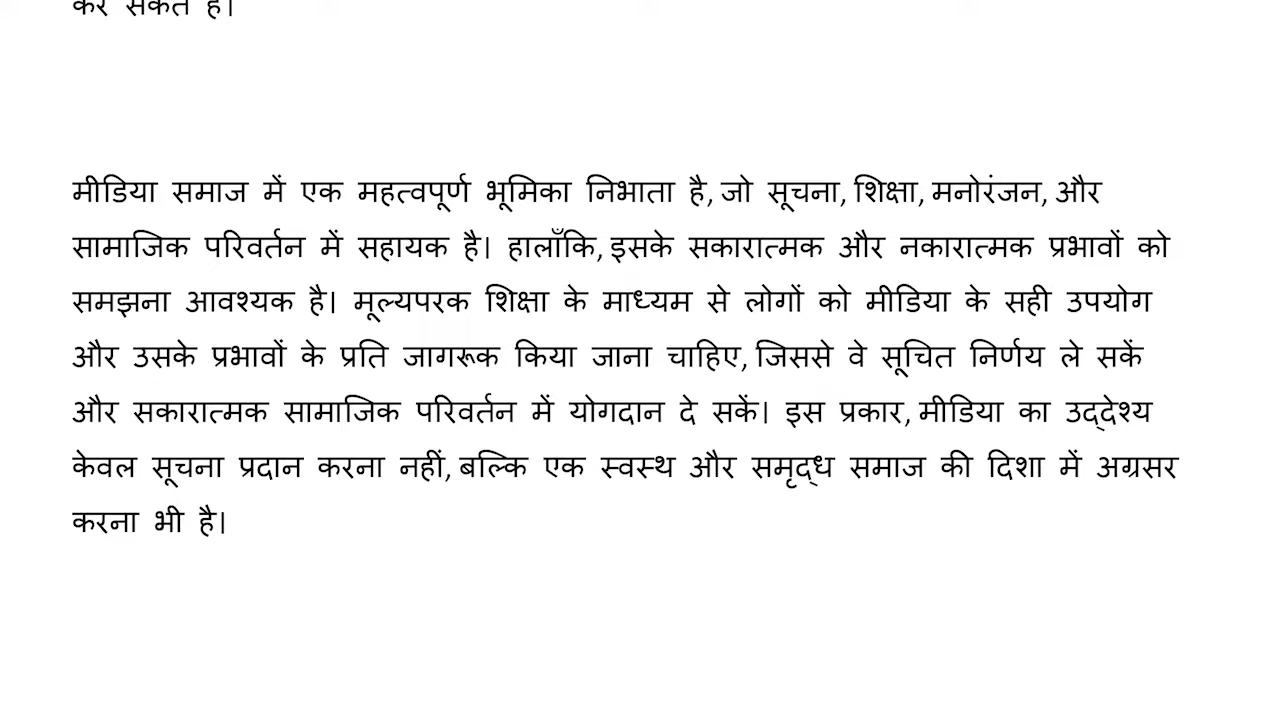 कर सकते हैं।
मीडिया समाज में एक महत्वपूर्ण भूमिका निभाता है, जो सूचना, शिक्षा, मनोरंजन, और
सामाजिक परिवर्तन में सहायक है। हालाँकि, इसके सकारात्मक और नकारात्मक प्रभावों को
समझना आवश्यक है। मूल्यपरक शिक्षा के माध्यम से लोगों को मीडिया के सही उपयोग
और उसके प्रभावों के प्रति जागरूक किया जाना चाहिए, जिससे वे सूचित निर्णय ले सकें
और सकारात्मक सामाजिक परिवर्तन में योगदान दे सकें। इस प्रकार, मीडिया का उद्देश्य
केवल सूचना प्रदान करना नहीं, बल्कि एक स्वस्थ और समृद्ध समाज की दिशा में अग्रसर
करना भी है।